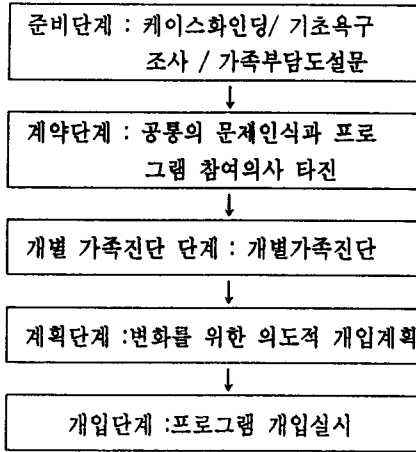 준비단계 : 케이스화인딩/ 기초욕구
조사 / 가족부담도설문
계약단계 : 공통의 문제인식과 프로
그램 참여의사 타진
개별 가족진단 단계 : 개별가족진단
계획단계 :변화를 위한 의도적 개입계획
개입단계 :프로그램 개입실시